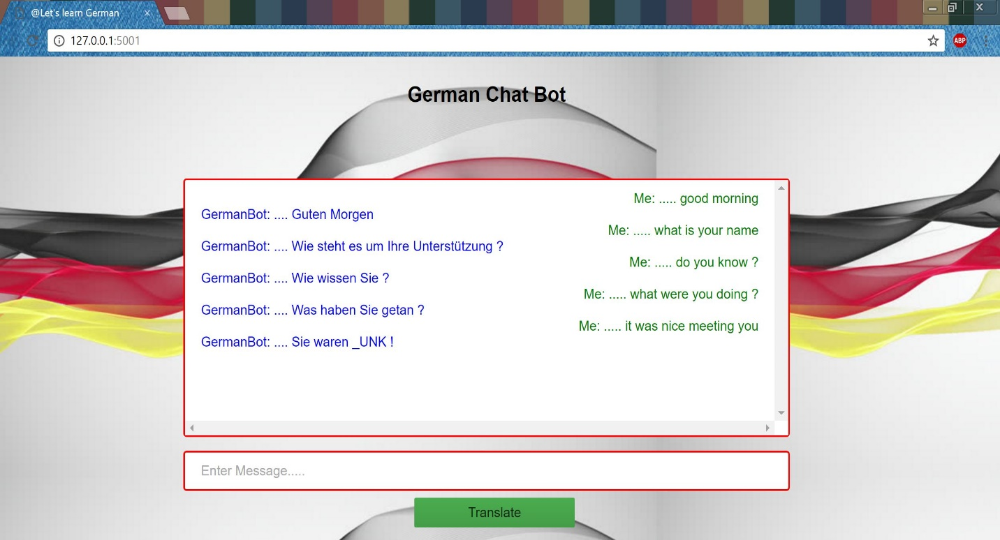 @Let's learn German
127.0.0.1:5001
ABP
German Chat Bot
Me: ..... good morning
GermanBot: .... Guten Morgen
Me: ..... what is your name
GermanBot: .... Wie steht es um Ihre Unterstützung ?
Me: ..... do you know ?
GermanBot: .... Wie wissen Sie ?
Me: ..... what were you doing ?
GermanBot: .... Was haben Sie getan ?
Me: ..... it was nice meeting you
GermanBot: .... Sie waren _UNK !
Enter Message.....
Translate